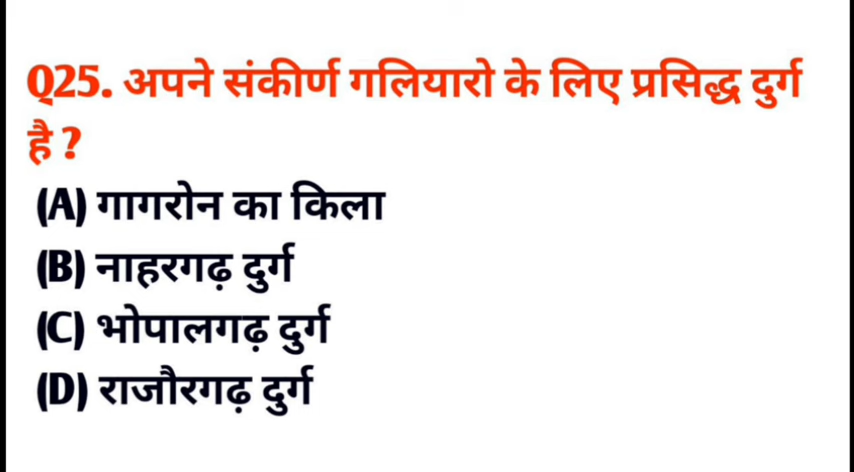 Q25. अपने संकीर्ण गलियारो के लिए प्रसिद्ध दुर्ग
है ?
(A) गागरोन का किला
(B) नाहरगढ़ दुर्ग
(C) भोपालगढ़ दुर्ग
(D) राजौरगढ़ दुर्ग